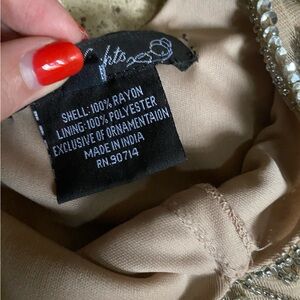 SHELL: 100% RAYON
LINING: 100% POLYESTER
EXCLUSIVE OF ORNAMENTAION
MADE IN INDIA
RN. 90714